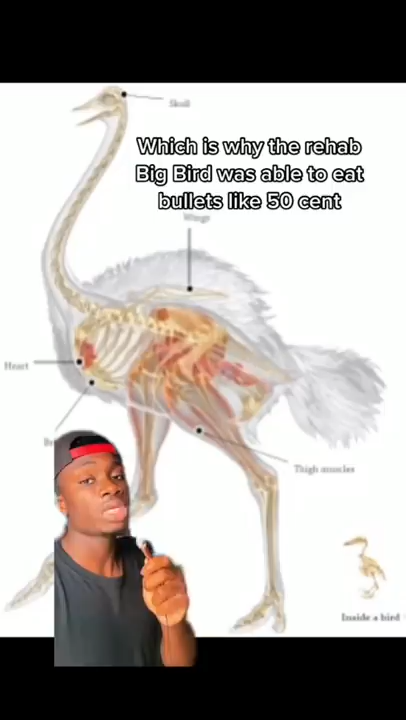 Skull
Which is why the rehab
Big Bird was able to eat
bullets like 50 cent
Wings
Heart
Thigh muscles
Inside a bird